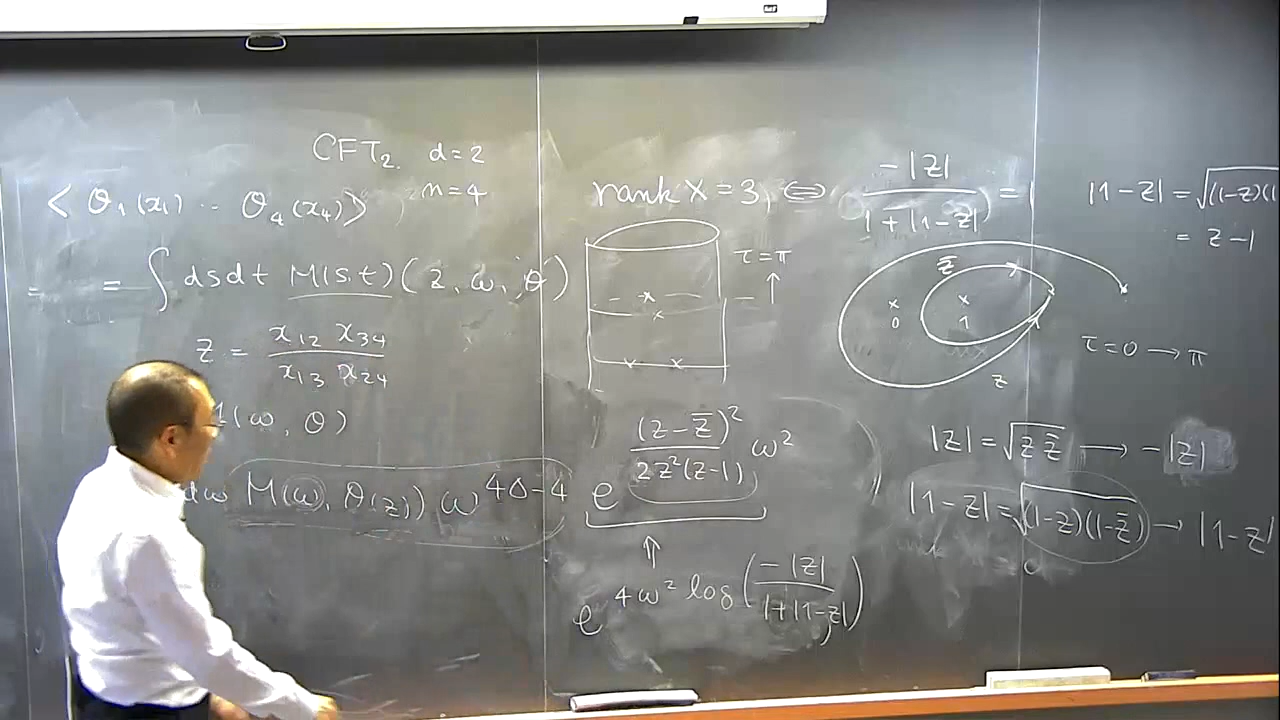 CFT₂. d=2
n=4
⟨ O₁(x₁) ·· O₄(x₄) ⟩
= ∫ ds dt M(s,t) (z, ω, θ)
z = x₁₂ x₃₄ / x₁₃ x₂₄
(ω, θ)
dω M(ω, θ(z)) ω^{4Δ-4}
rank X = 3, ⟺ -|z| / 1+|1-z| = 1
τ=π
e^{(z-z̄)² / 2z²(z-1) ω²}
e^{4ω² log(-|z| / 1+|1-z|)}
|1-z| = √(1-z)(1
= z-1
z̄
0
1
z
τ=0 → π
|z| = √z z̄ → -|z|
|1-z| = √(1-z)(1-z̄) → |1-z|